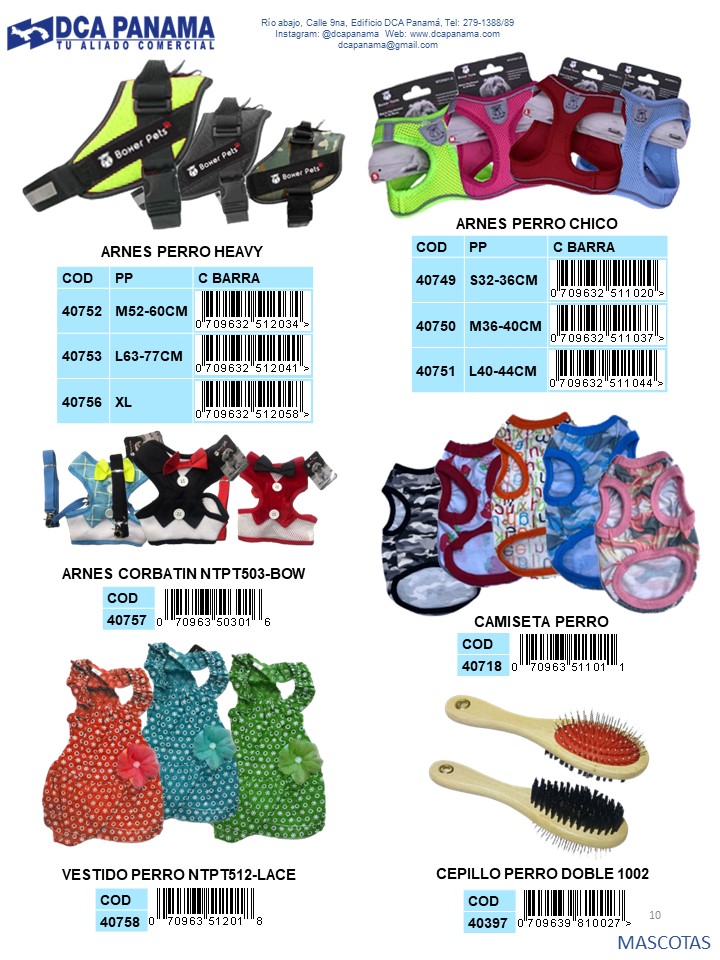 DCA PANAMA
TU ALIADO COMERCIAL
Río abajo, Calle 9na, Edificio DCA Panamá, Tel: 279-1388/89
Instagram: @dcapanama Web: www.dcapanama.com
dcapanama@gmail.com
Boxer Pets
Boxer Pets
Boxer Pets
ARNES PERRO HEAVY
COD PP C BARRA
40752 M52-60CM 0 709632 512034 >
40753 L63-77CM 0 709632 512041 >
40756 XL 0 709632 512058 >
ARNES PERRO CHICO
COD PP C BARRA
40749 S32-36CM 0 709632 511020 >
40750 M36-40CM 0 709632 511037 >
40751 L40-44CM 0 709632 511044 >
ARNES CORBATIN NTPT503-BOW
COD
40757 0 70963 50301 6
CAMISETA PERRO
COD
40718 0 70963 51101 1
VESTIDO PERRO NTPT512-LACE
COD
40758 0 70963 51201 8
CEPILLO PERRO DOBLE 1002
COD
40397 0 709639 810027 >
10
MASCOTAS